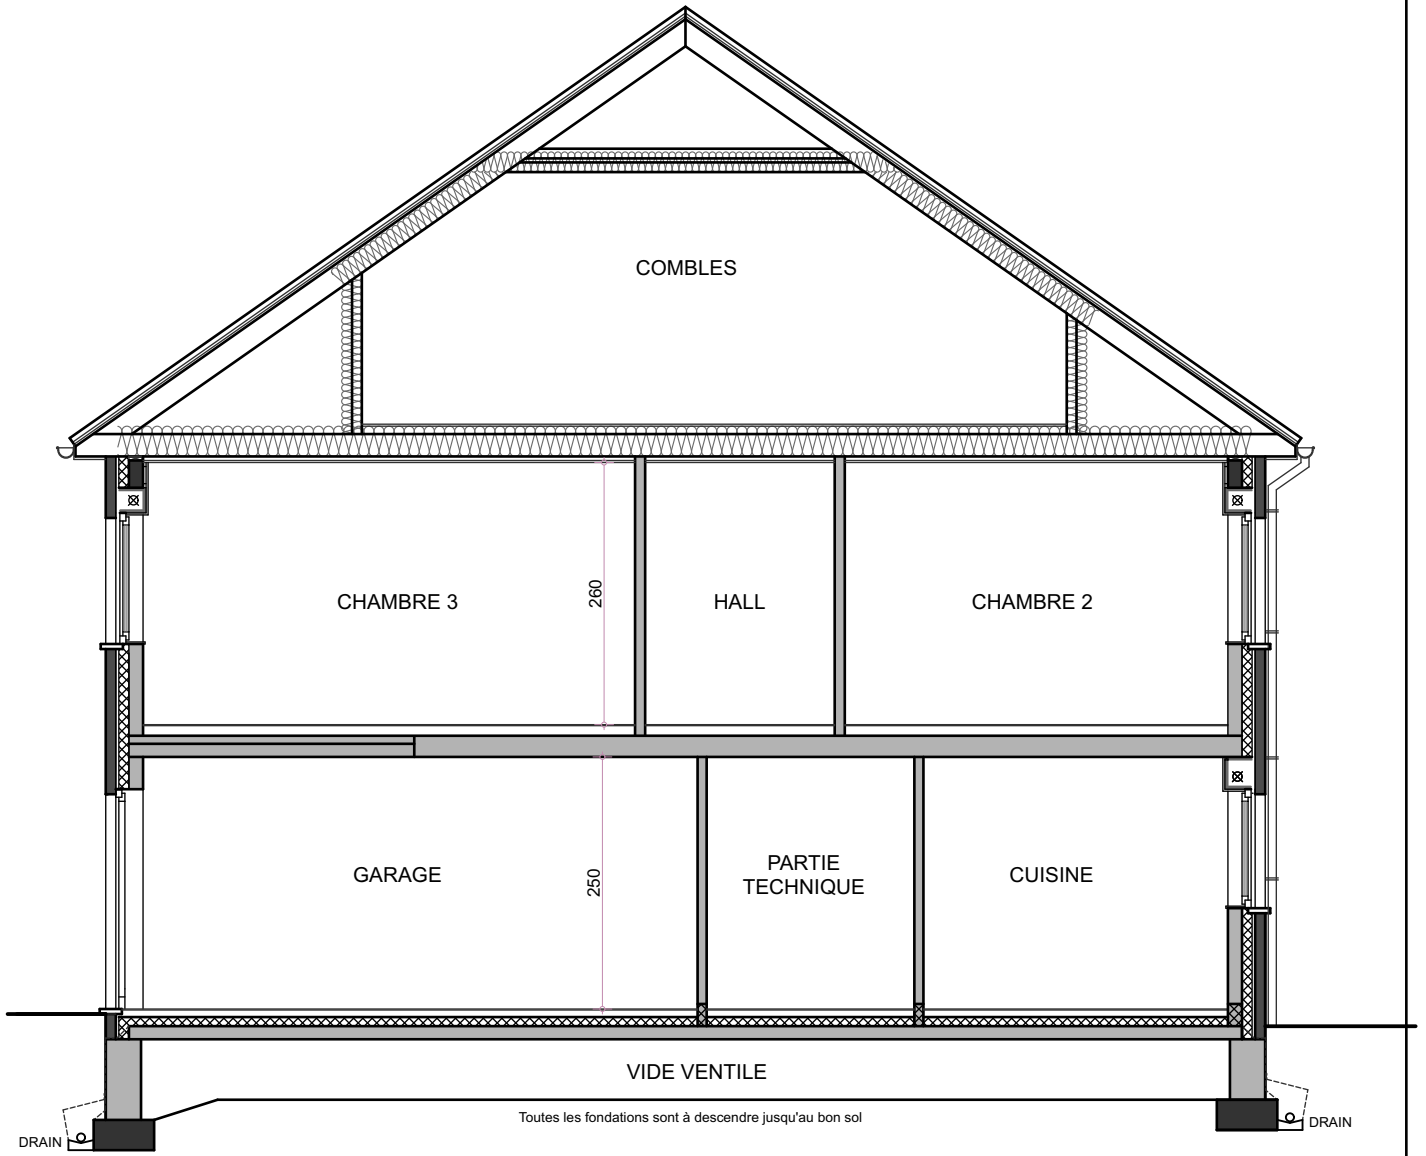 COMBLES
CHAMBRE 3
260
HALL
CHAMBRE 2
GARAGE
250
PARTIE
TECHNIQUE
CUISINE
VIDE VENTILE
Toutes les fondations sont à descendre jusqu'au bon sol
DRAIN
DRAIN